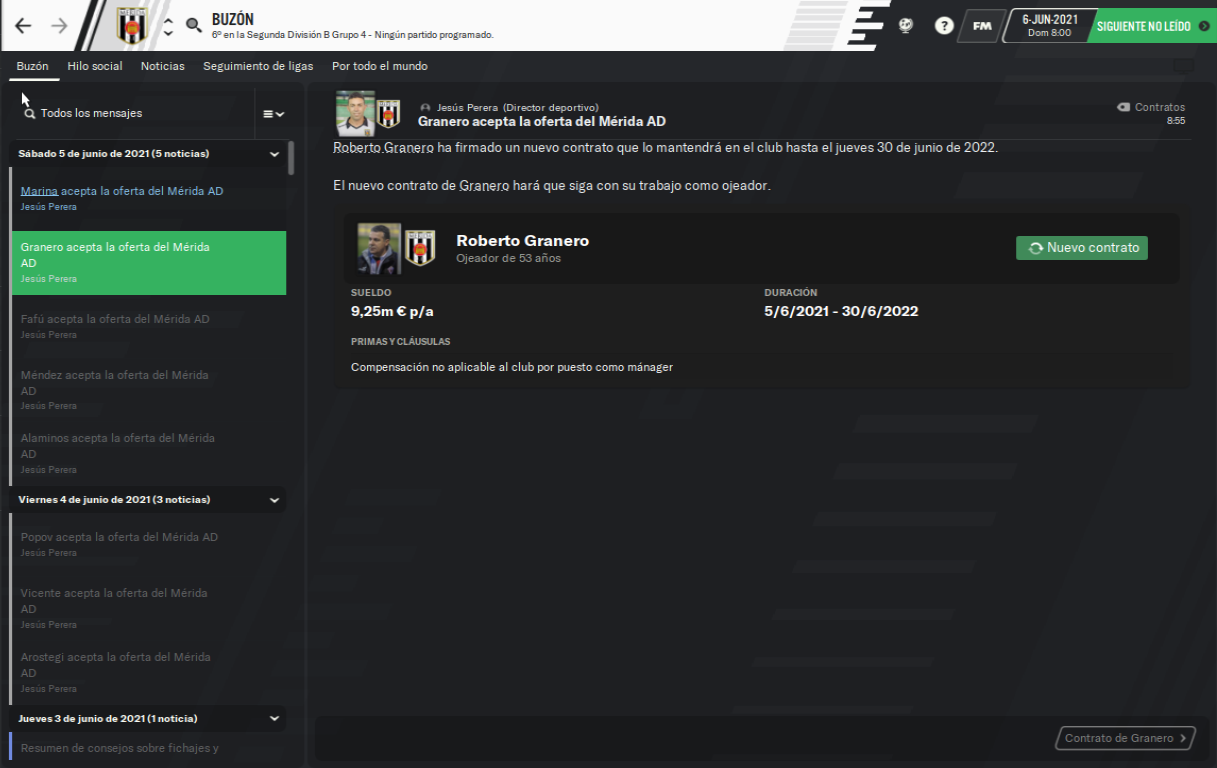 BUZÓN
6º en la Segunda División B Grupo 4 - Ningún partido programado.
?
FM
6-JUN-2021
Dom 8:00
SIGUIENTE NO LEÍDO
Buzón
Hilo social
Noticias
Seguimiento de ligas
Por todo el mundo
Todos los mensajes
Sábado 5 de junio de 2021 (5 noticias)
Marina acepta la oferta del Mérida AD
Jesús Perera
Granero acepta la oferta del Mérida
AD
Jesús Perera
Fafú acepta la oferta del Mérida AD
Jesús Perera
Méndez acepta la oferta del Mérida
AD
Jesús Perera
Alaminos acepta la oferta del Mérida
AD
Jesús Perera
Viernes 4 de junio de 2021 (3 noticias)
Popov acepta la oferta del Mérida AD
Jesús Perera
Vicente acepta la oferta del Mérida
AD
Jesús Perera
Arostegi acepta la oferta del Mérida
AD
Jesús Perera
Jueves 3 de junio de 2021 (1 noticia)
Resumen de consejos sobre fichajes y
Jesús Perera (Director deportivo)
Granero acepta la oferta del Mérida AD
Contratos
8:55
Roberto Granero ha firmado un nuevo contrato que lo mantendrá en el club hasta el jueves 30 de junio de 2022.
El nuevo contrato de Granero hará que siga con su trabajo como ojeador.
Roberto Granero
Ojeador de 53 años
Nuevo contrato
SUELDO
9,25m € p/a
DURACIÓN
5/6/2021 - 30/6/2022
PRIMAS Y CLÁUSULAS
Compensación no aplicable al club por puesto como mánager
Contrato de Granero